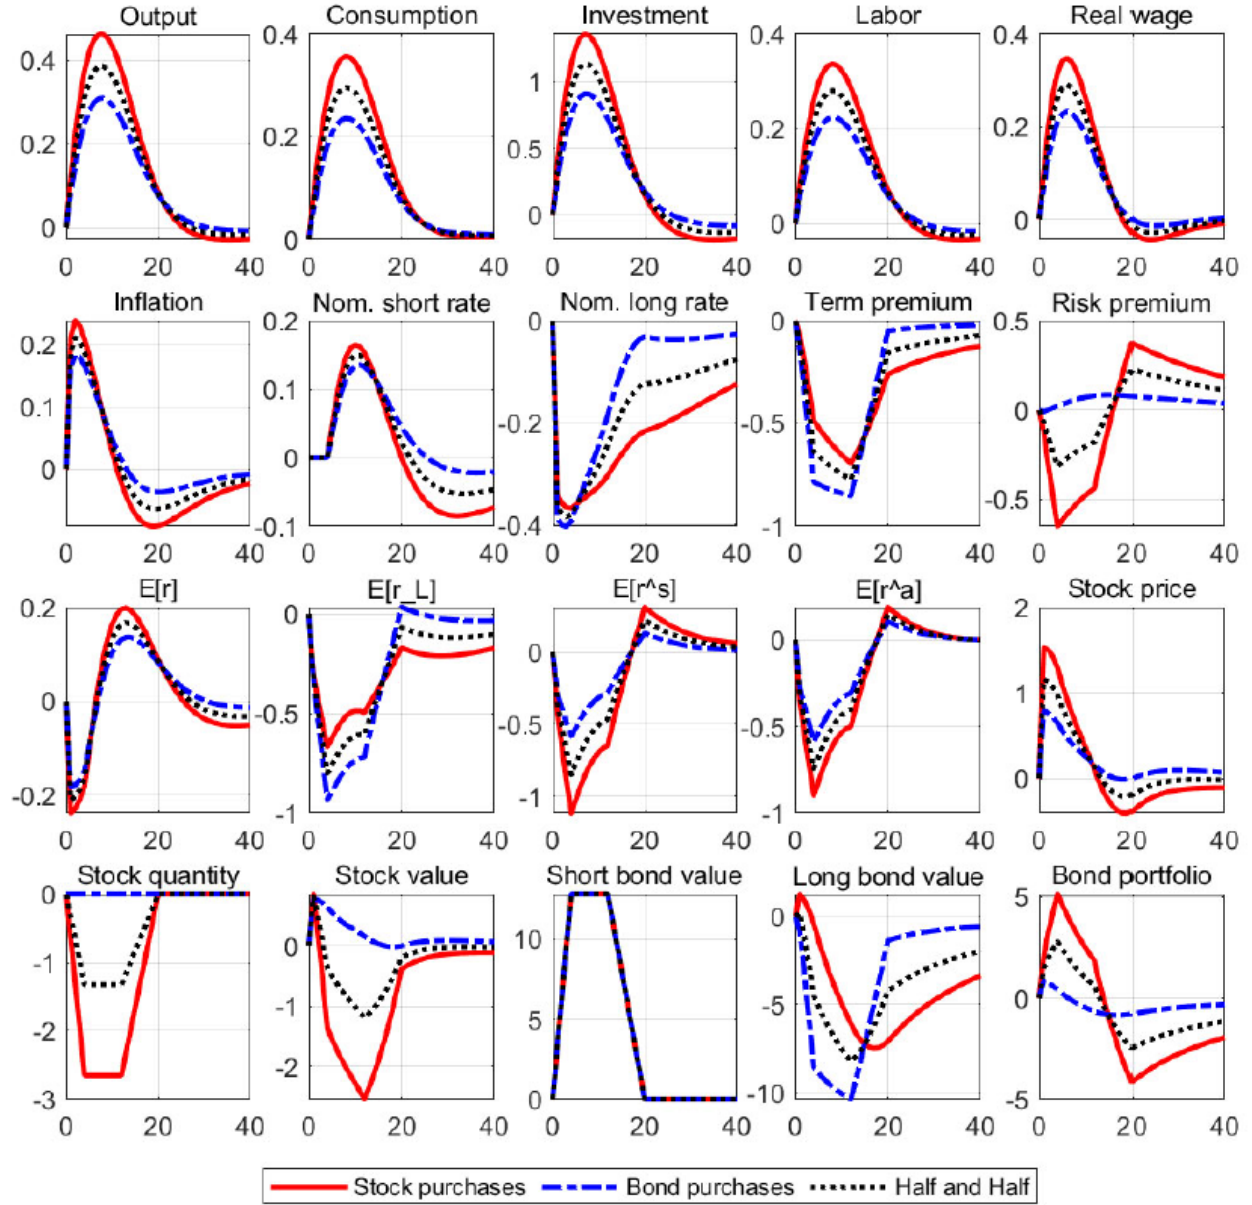 Output Consumption Investment Labor Real wage
0.4 0.2 0
0 20 40
0.4 0.2 0
0 20 40
1 0.5 0
0 20 40
0.4 0.2 0
0 20 40
0.4 0.2 0
0 20 40
Inflation Nom. short rate Nom. long rate Term premium Risk premium
0.2 0.1 0
0 20 40
0.2 0.1 0 -0.1
0 20 40
0 -0.2 -0.4
0 20 40
0 -0.5 -1
0 20 40
0.5 0 -0.5
0 20 40
E[r] E[r_L] E[r^s] E[r^a] Stock price
0.2 0 -0.2
0 20 40
0 -0.5 -1
0 20 40
0 -0.5 -1
0 20 40
0 -0.5 -1
0 20 40
2 1 0
0 20 40
Stock quantity Stock value Short bond value Long bond value Bond portfolio
0 -1 -2 -3
0 20 40
0 -1 -2
0 20 40
10 5 0
0 20 40
0 -5 -10
0 20 40
5 0 -5
0 20 40
Stock purchases Bond purchases Half and Half